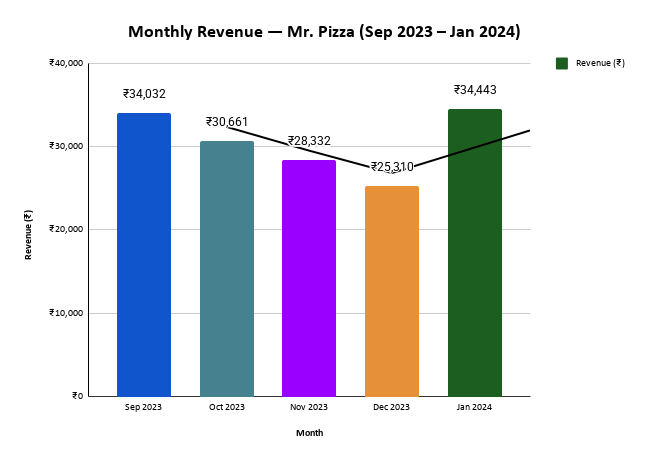 Monthly Revenue — Mr. Pizza (Sep 2023 – Jan 2024)
Revenue (₹)
₹40,000
₹30,000
₹20,000
₹10,000
₹0
Revenue (₹)
₹34,032
₹30,661
₹28,332
₹25,310
₹34,443
Sep 2023
Oct 2023
Nov 2023
Dec 2023
Jan 2024
Month